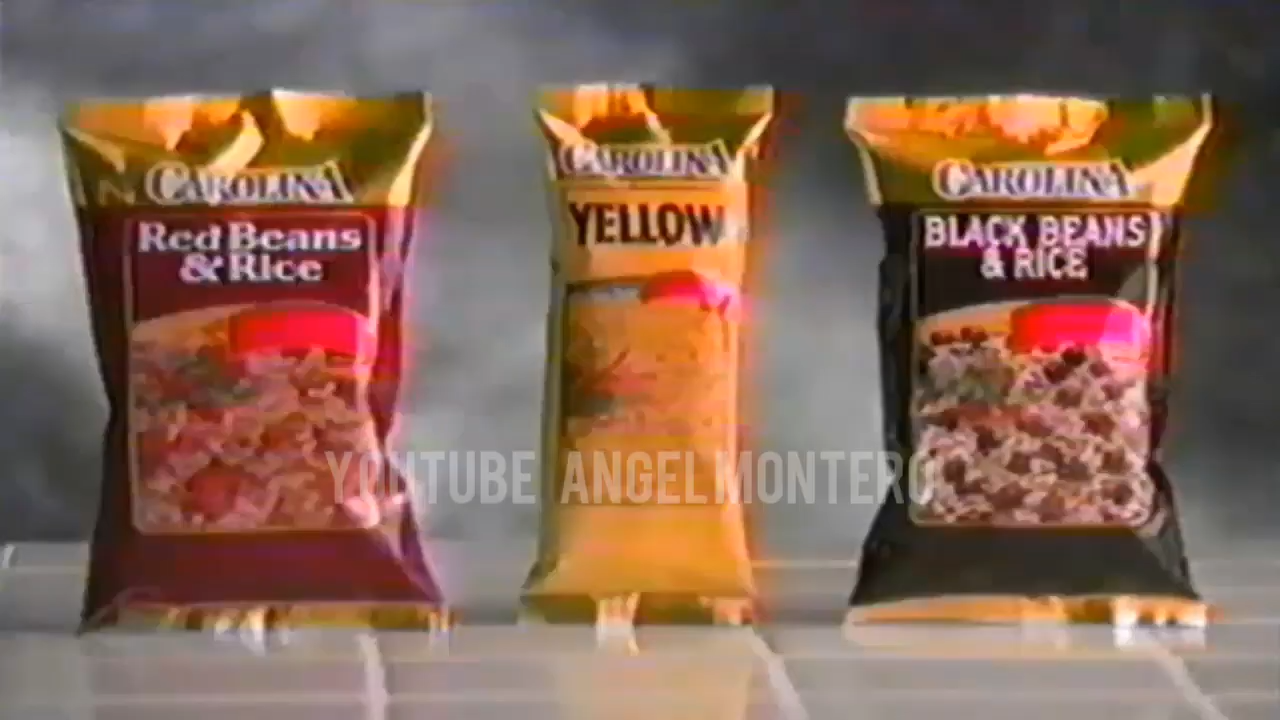 CAROLINA
Red Beans
& Rice
CAROLINA
YELLOW
CAROLINA
BLACK BEANS
& RICE
YOUTUBE ANGEL MONTERO